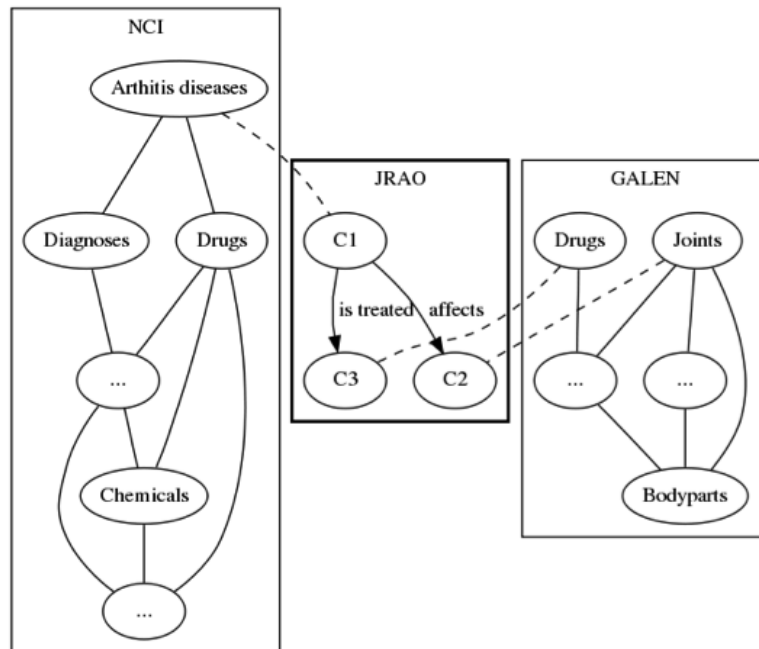 NCI
Arthitis diseases
Diagnoses
Drugs
...
Chemicals
...
JRAO
C1
is treated
affects
C3
C2
GALEN
Drugs
Joints
...
...
Bodyparts